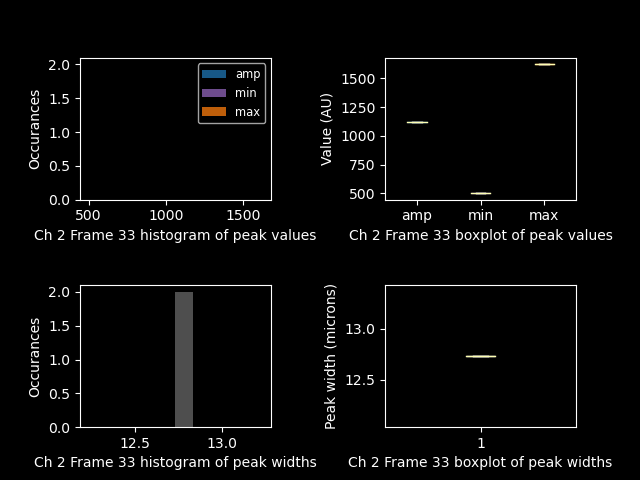 2.0
1.5
1.0
0.5
0.0
Occurances
amp
min
max
500
1000
1500
Ch 2 Frame 33 histogram of peak values
1500
1250
1000
750
500
Value (AU)
amp
min
max
Ch 2 Frame 33 boxplot of peak values
2.0
1.5
1.0
0.5
0.0
Occurances
12.5
13.0
Ch 2 Frame 33 histogram of peak widths
13.0
12.5
Peak width (microns)
1
Ch 2 Frame 33 boxplot of peak widths